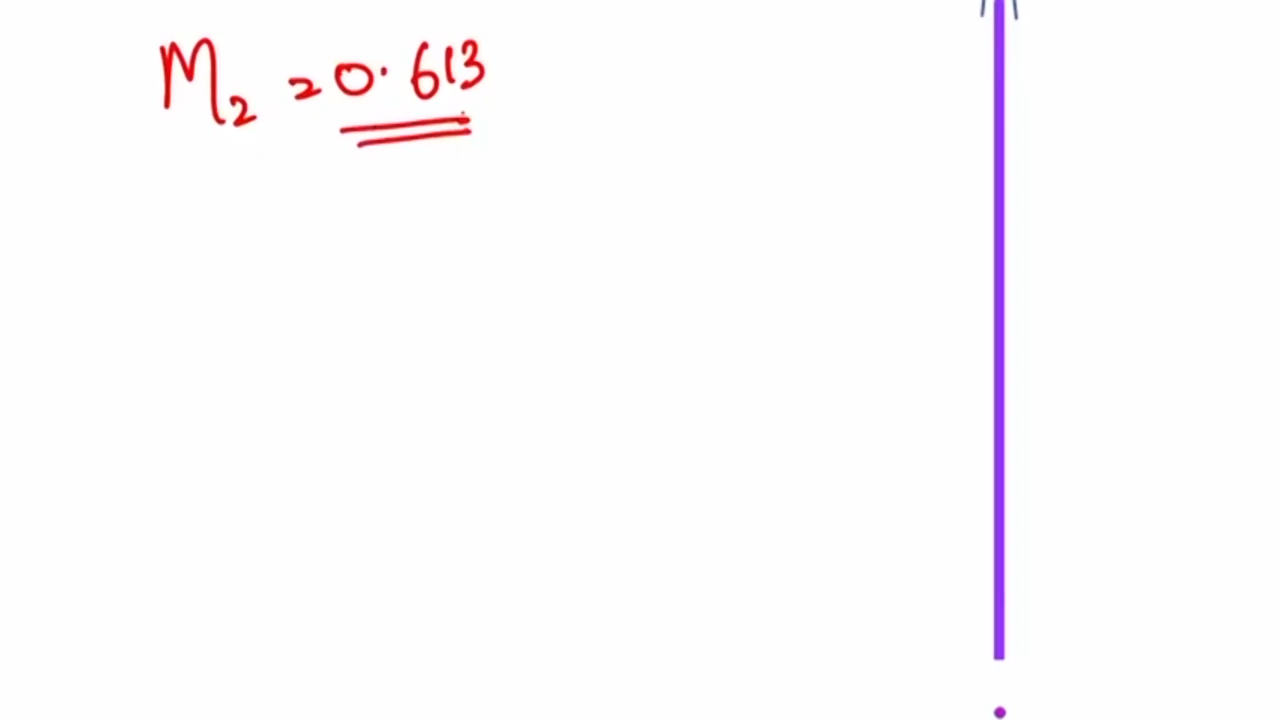 M₂ = 0.613